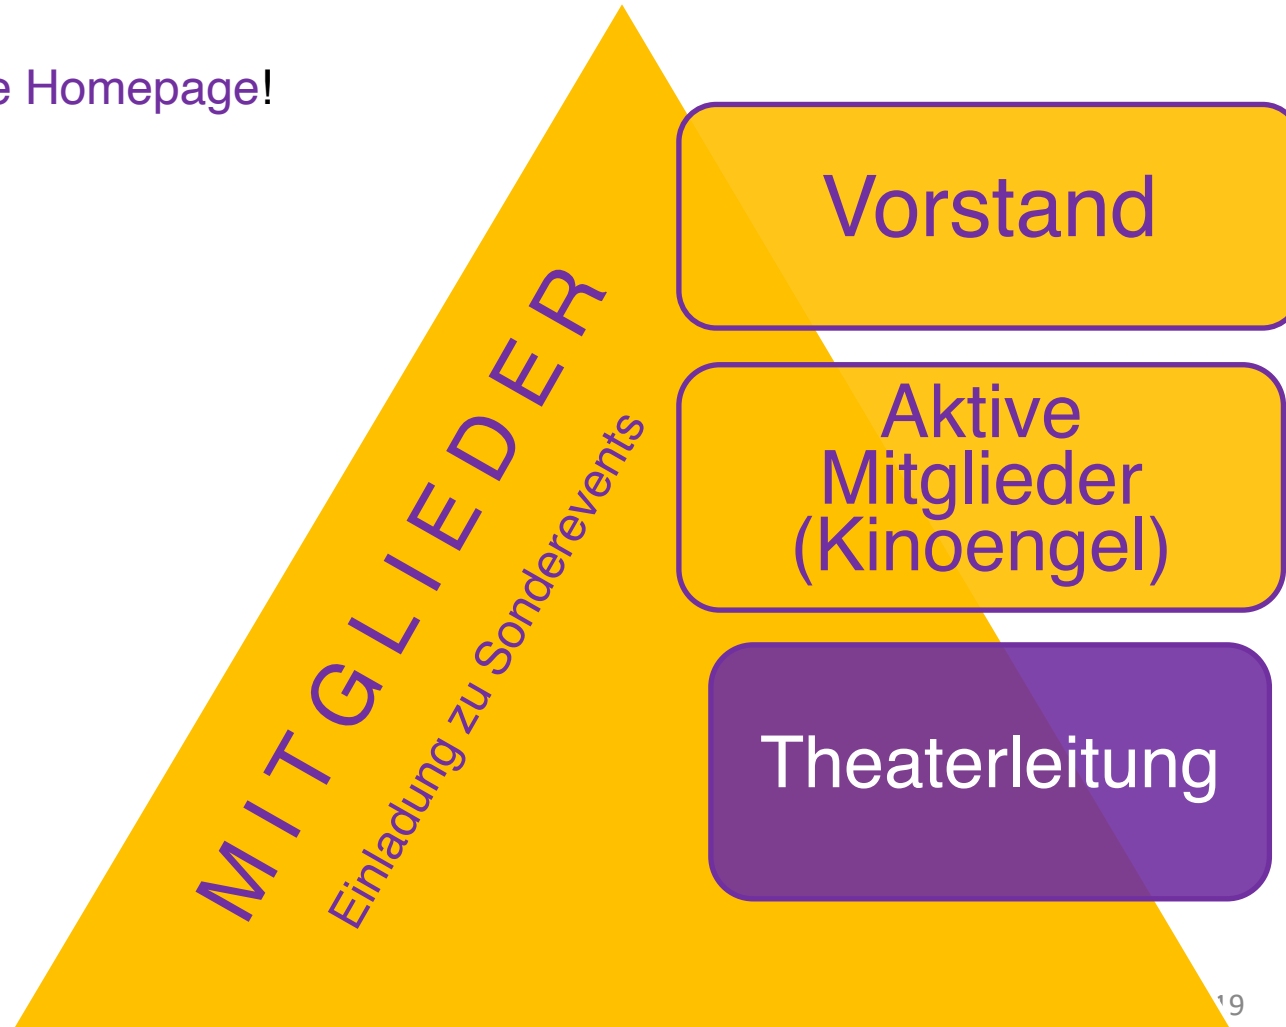 e Homepage!
Vorstand
Aktive
Mitglieder
(Kinoengel)
Theaterleitung
MITGLIEDER
Einladung zu Sonderevents
19